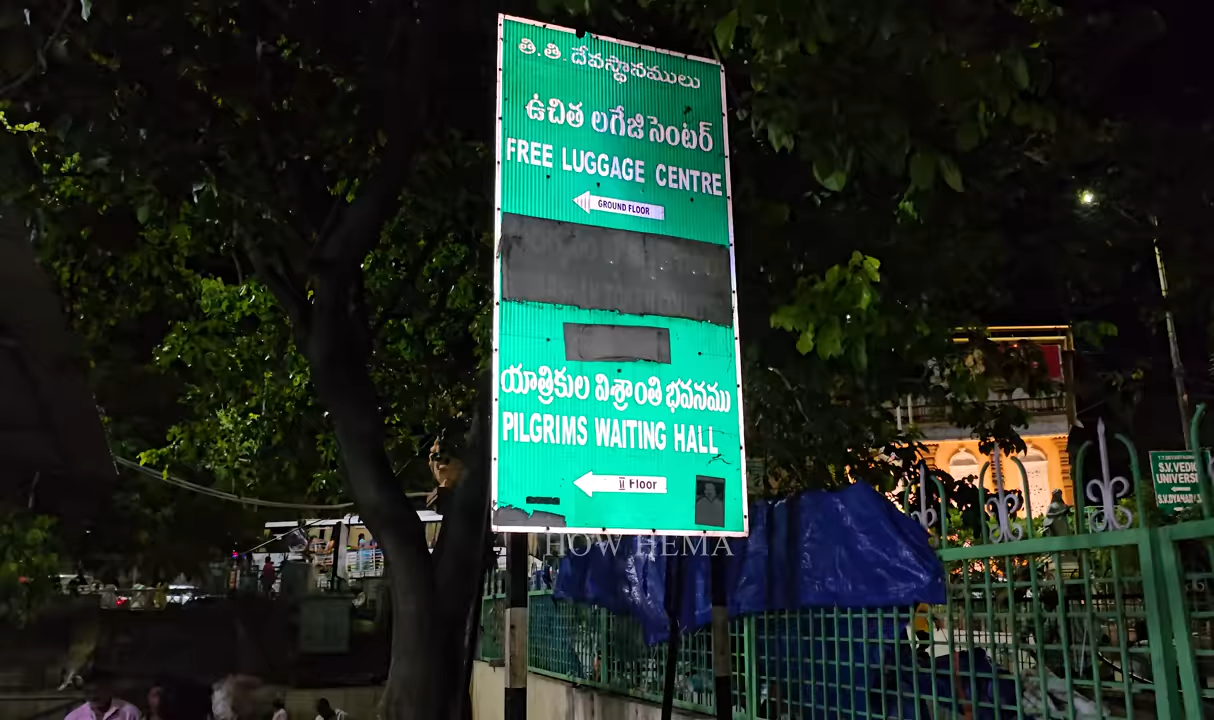 తి.తి. దేవస్థానములు
ఉచిత లగేజి సెంటర్
FREE LUGGAGE CENTRE
GROUND FLOOR
యాత్రికుల విశ్రాంతి భవనము
PILGRIMS WAITING HALL
II Floor
HOW HEMA
S.V. VEDIC
UNIVERS